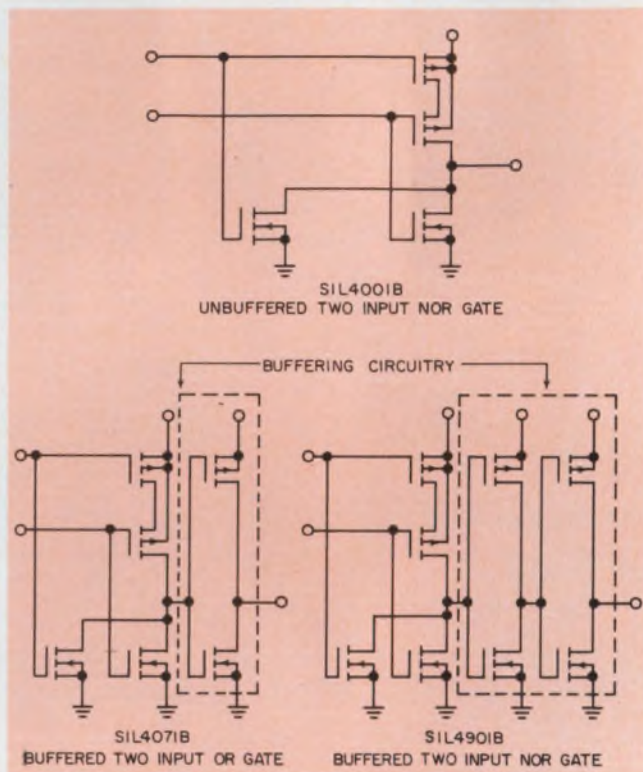 SIL4001B
UNBUFFERED TWO INPUT NOR GATE
BUFFERING CIRCUITRY
SIL4071B
BUFFERED TWO INPUT OR GATE
SIL4901B
BUFFERED TWO INPUT NOR GATE